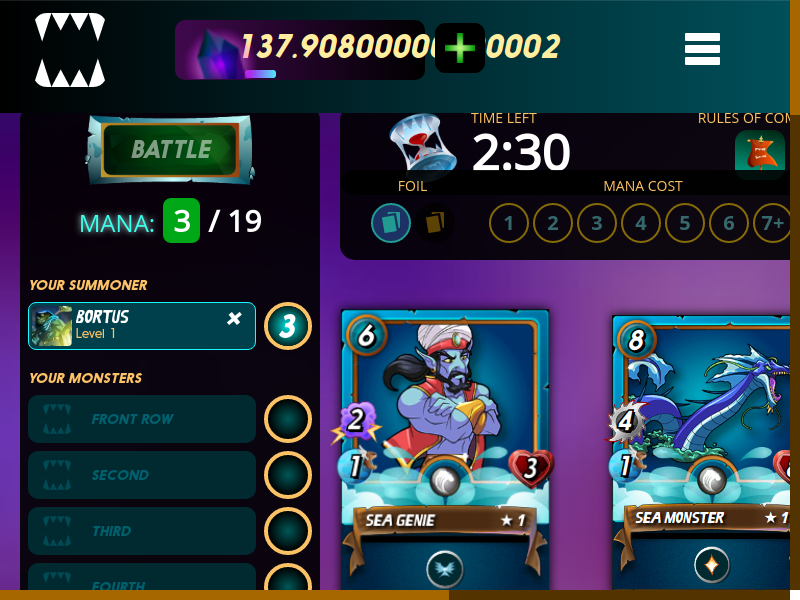 137.9080000 0002
BATTLE
MANA: 3 / 19
YOUR SUMMONER
BORTUS
Level 1
3
YOUR MONSTERS
FRONT ROW
SECOND
THIRD
FOURTH
TIME LEFT
2:30
RULES OF COM
FOIL
MANA COST
1 2 3 4 5 6 7+
6
2
1
3
SEA GENIE ★ 1
8
4
1
SEA MONSTER ★ 1